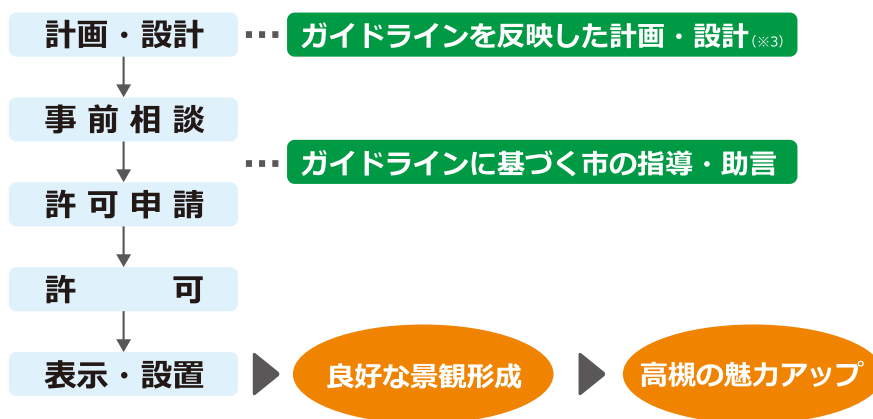 計画・設計
ガイドラインを反映した計画・設計(※3)
事前相談
ガイドラインに基づく市の指導・助言
許可申請
許可
表示・設置
良好な景観形成
高槻の魅力アップ